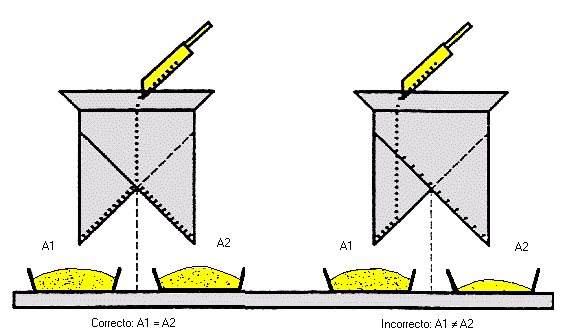 A1
A2
A1
A2
Correcto: A1 = A2
Incorrecto: A1 ≠ A2